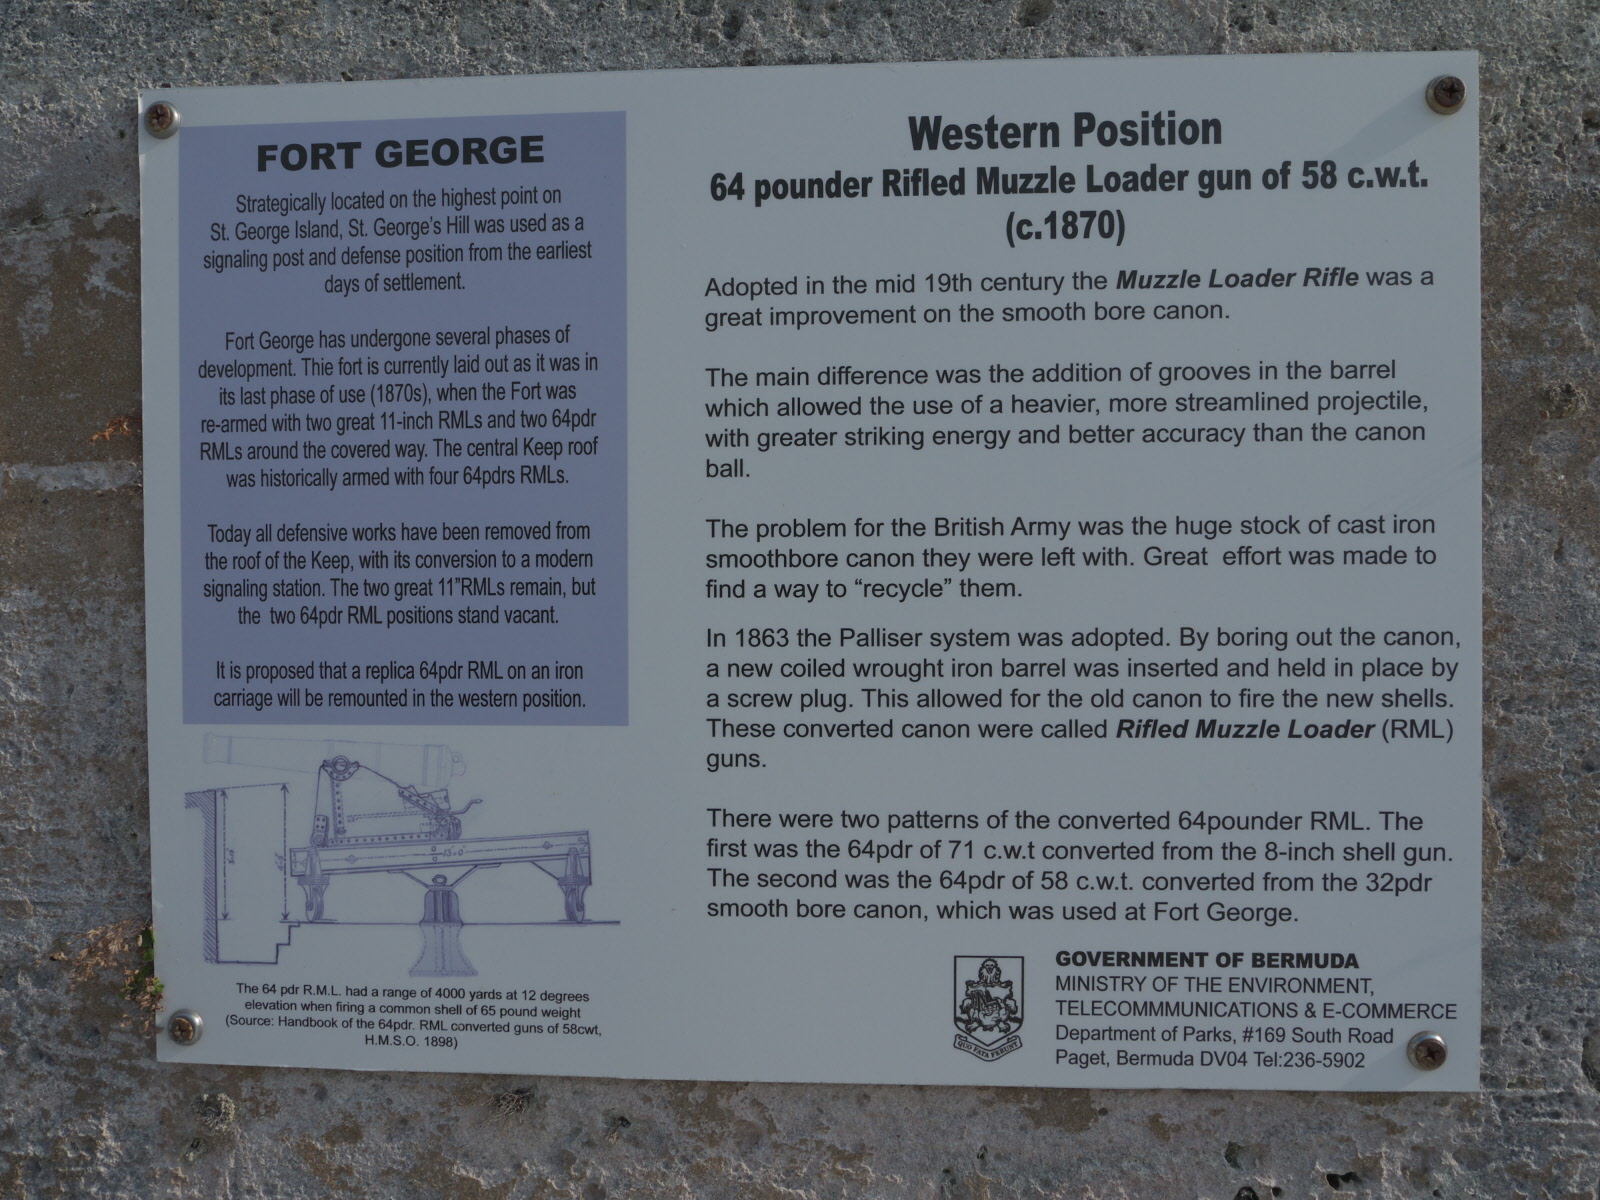 FORT GEORGE
Strategically located on the highest point on
St. George Island, St. George's Hill was used as a
signaling post and defense position from the earliest
days of settlement.
Fort George has undergone several phases of
development. Thie fort is currently laid out as it was in
its last phase of use (1870s), when the Fort was
re-armed with two great 11-inch RMLs and two 64pdr
RMLs around the covered way. The central Keep roof
was historically armed with four 64pdrs RMLs.
Today all defensive works have been removed from
the roof of the Keep, with its conversion to a modern
signaling station. The two great 11"RMLs remain, but
the two 64pdr RML positions stand vacant.
It is proposed that a replica 64pdr RML on an iron
carriage will be remounted in the western position.
The 64 pdr R.M.L. had a range of 4000 yards at 12 degrees
elevation when firing a common shell of 65 pound weight
(Source: Handbook of the 64pdr. RML converted guns of 58cwt,
H.M.S.O. 1898)
Western Position
64 pounder Rifled Muzzle Loader gun of 58 c.w.t.
(c.1870)
Adopted in the mid 19th century the Muzzle Loader Rifle was a
great improvement on the smooth bore canon.
The main difference was the addition of grooves in the barrel
which allowed the use of a heavier, more streamlined projectile,
with greater striking energy and better accuracy than the canon
ball.
The problem for the British Army was the huge stock of cast iron
smoothbore canon they were left with. Great effort was made to
find a way to “recycle” them.
In 1863 the Palliser system was adopted. By boring out the canon,
a new coiled wrought iron barrel was inserted and held in place by
a screw plug. This allowed for the old canon to fire the new shells.
These converted canon were called Rifled Muzzle Loader (RML)
guns.
There were two patterns of the converted 64pounder RML. The
first was the 64pdr of 71 c.w.t converted from the 8-inch shell gun.
The second was the 64pdr of 58 c.w.t. converted from the 32pdr
smooth bore canon, which was used at Fort George.
QUO FATA FERUNT
GOVERNMENT OF BERMUDA
MINISTRY OF THE ENVIRONMENT,
TELECOMMMUNICATIONS & E-COMMERCE
Department of Parks, #169 South Road
Paget, Bermuda DV04 Tel:236-5902